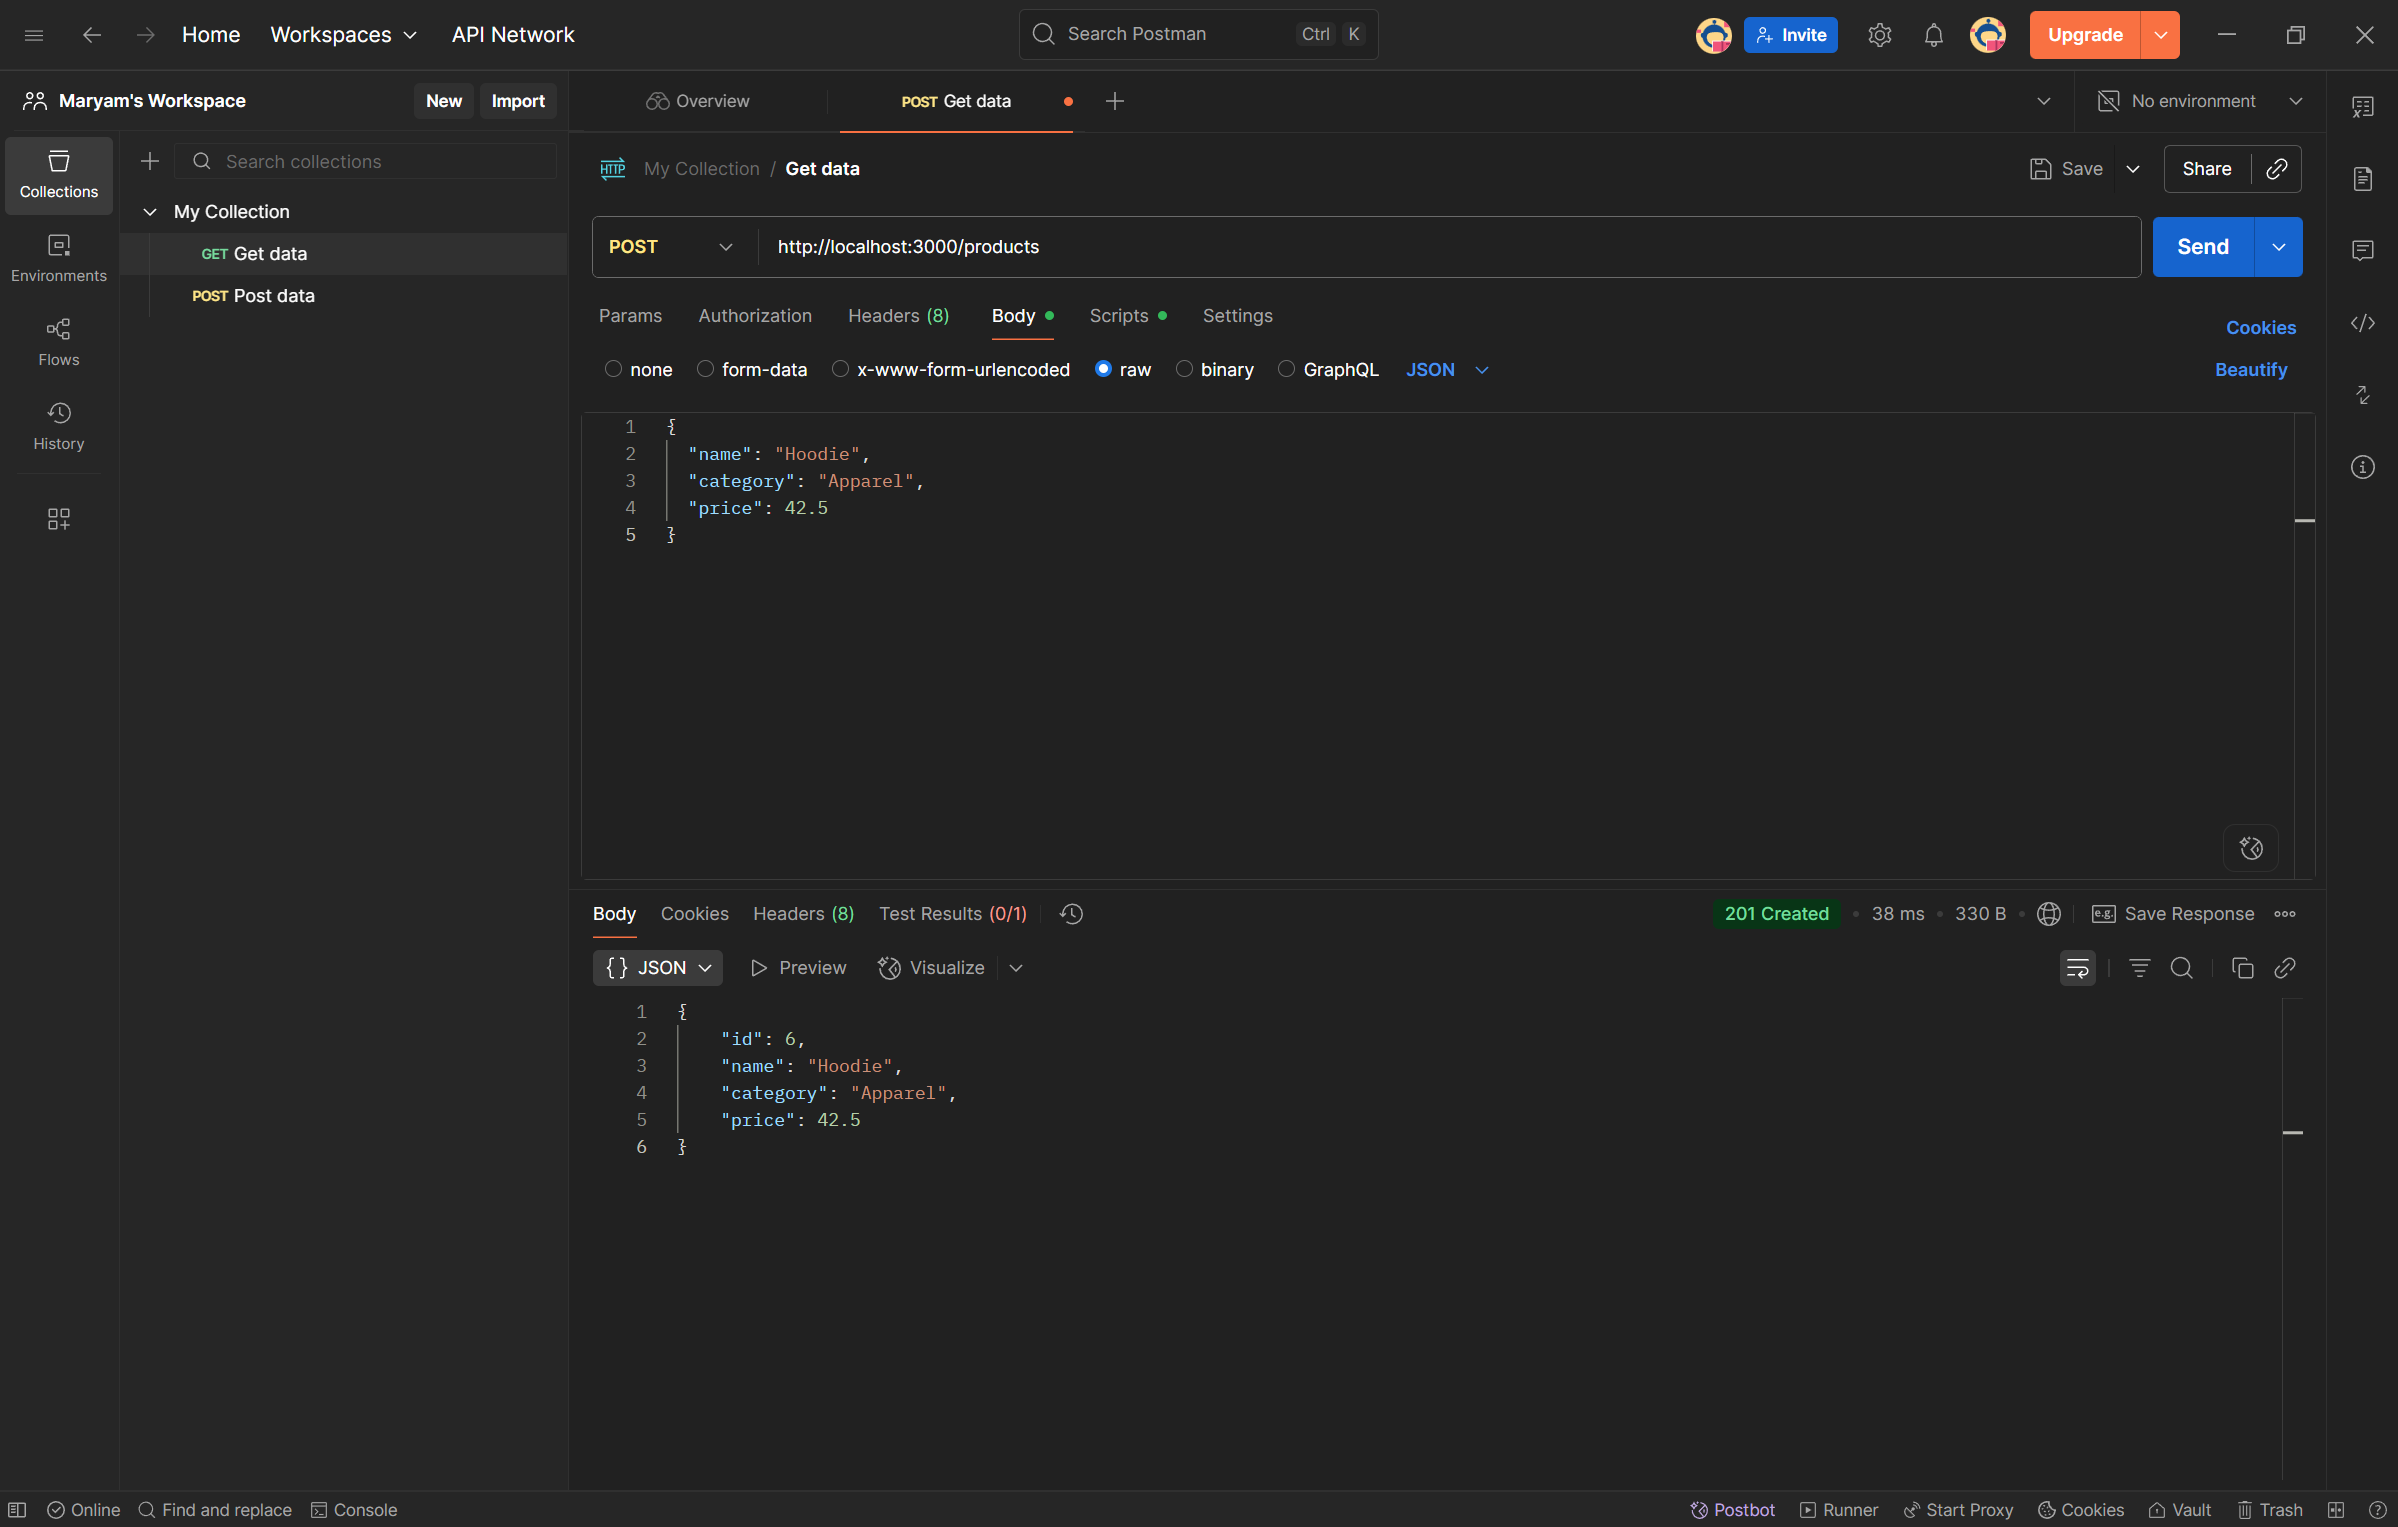 Home Workspaces API Network Search Postman Ctrl K Invite Upgrade
Maryam's Workspace New Import
Overview POST Get data No environment
Collections
Environments
Flows
History
Search collections
My Collection
GET Get data
POST Post data
HTTP My Collection / Get data Save Share
POST http://localhost:3000/products Send
Params Authorization Headers (8) Body Scripts Settings Cookies
none form-data x-www-form-urlencoded raw binary GraphQL JSON Beautify
1 {
2 "name": "Hoodie",
3 "category": "Apparel",
4 "price": 42.5
5 }
Body Cookies Headers (8) Test Results (0/1) 201 Created • 38 ms • 330 B • e.g. Save Response
{} JSON Preview Visualize
1 {
2 "id": 6,
3 "name": "Hoodie",
4 "category": "Apparel",
5 "price": 42.5
6 }
Online Find and replace Console Postbot Runner Start Proxy Cookies Vault Trash